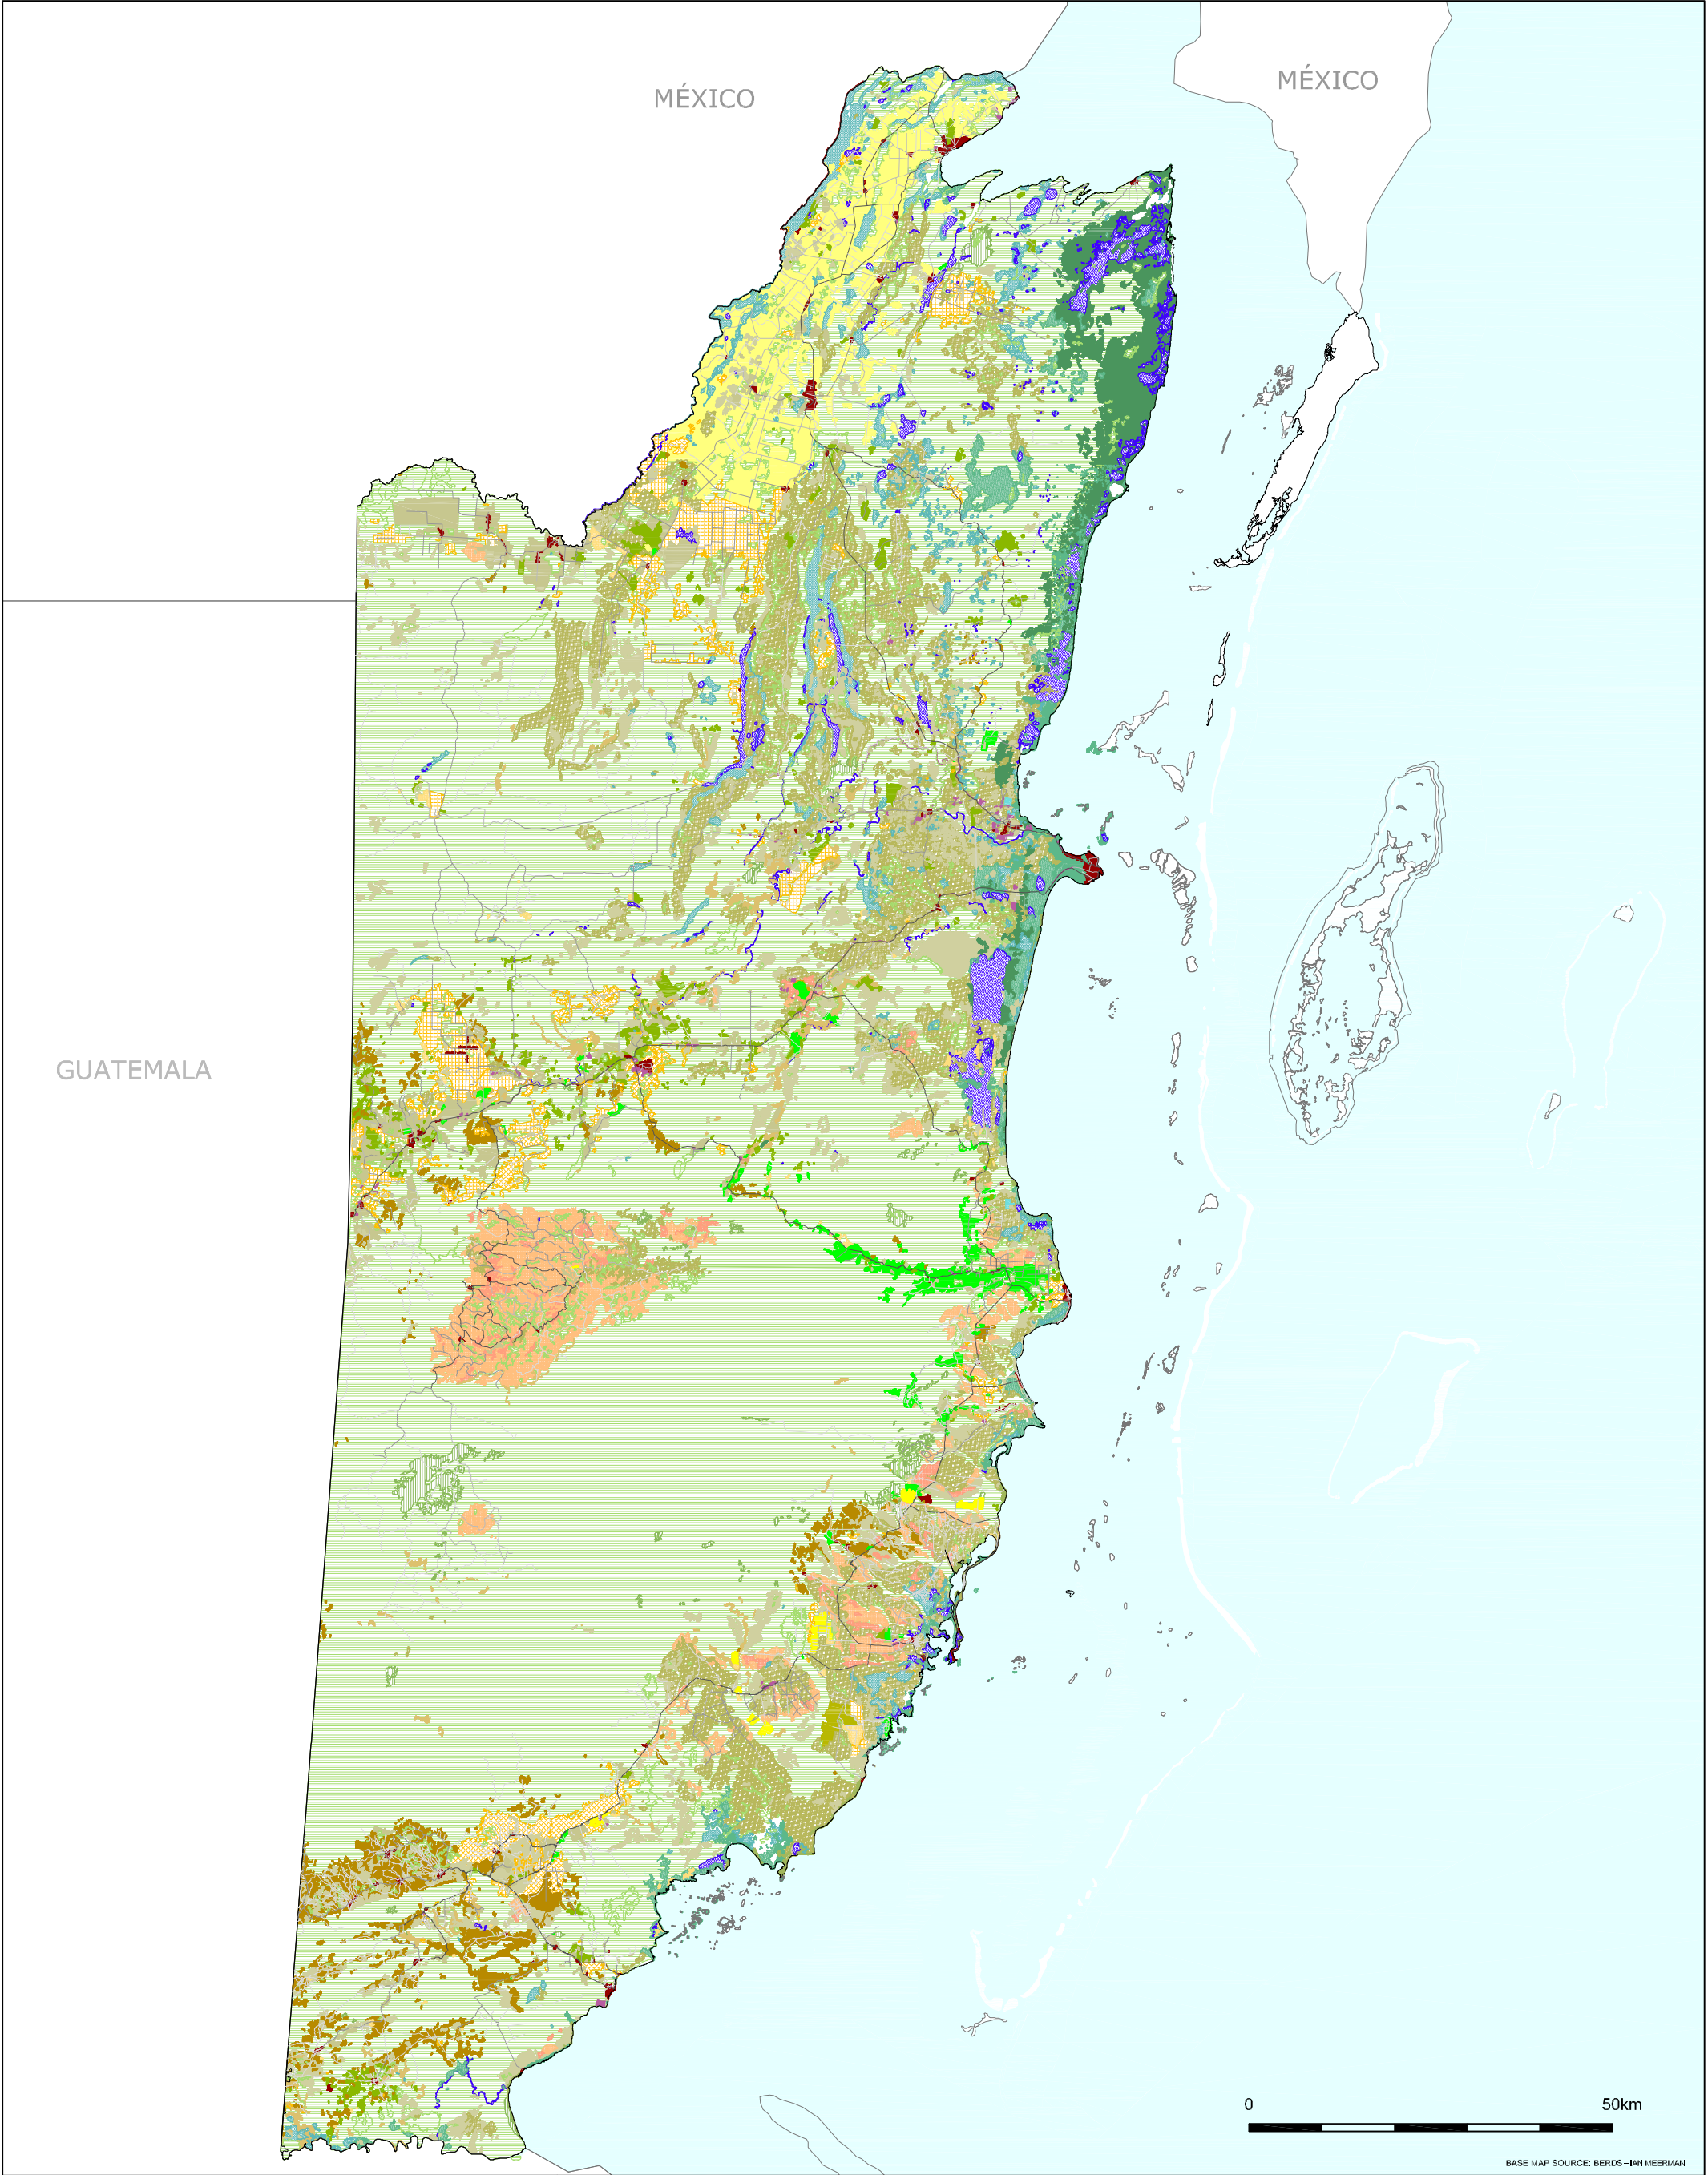 MÉXICO
MÉXICO
GUATEMALA
0 50km
BASE MAP SOURCE: BERDS - IAN MEERMAN